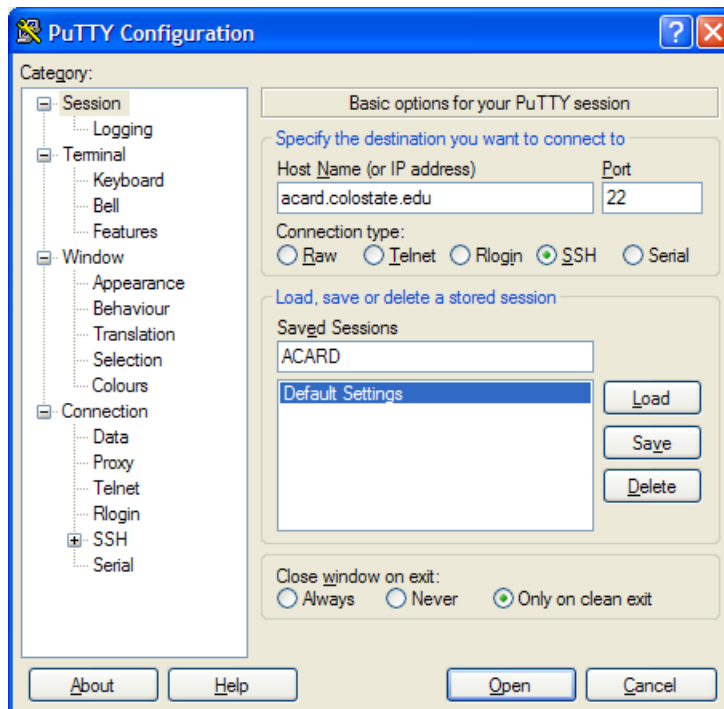 PuTTY Configuration
Category:
Session
Logging
Terminal
Keyboard
Bell
Features
Window
Appearance
Behaviour
Translation
Selection
Colours
Connection
Data
Proxy
Telnet
Rlogin
SSH
Serial
Basic options for your PuTTY session
Specify the destination you want to connect to
Host Name (or IP address) Port
acard.colostate.edu 22
Connection type:
Raw Telnet Rlogin SSH Serial
Load, save or delete a stored session
Saved Sessions
ACARD
Default Settings
Load
Save
Delete
Close window on exit:
Always Never Only on clean exit
About Help Open Cancel